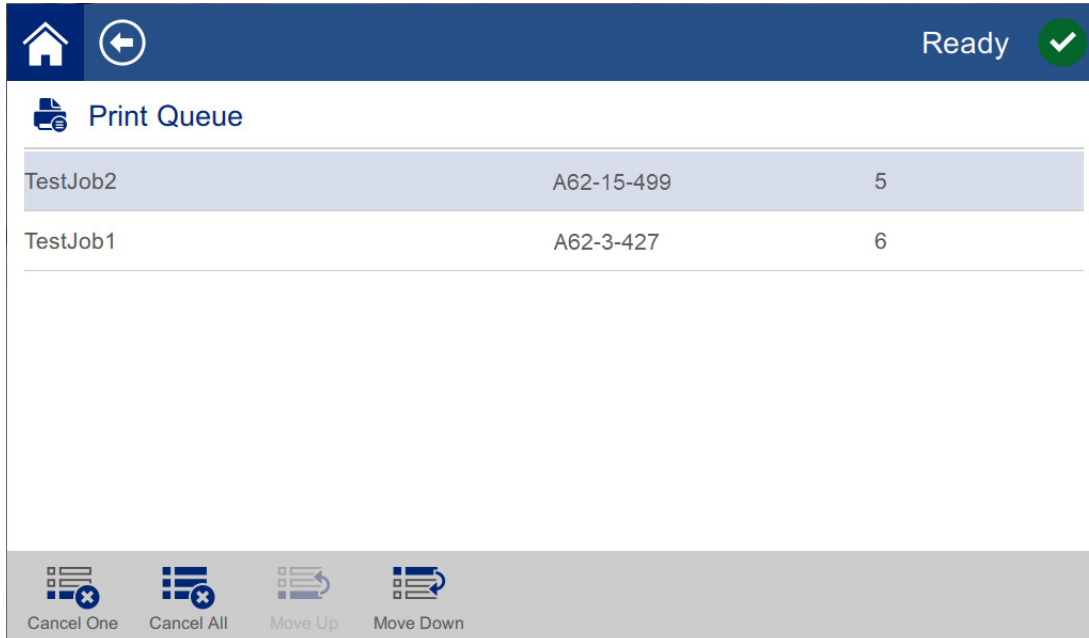 Ready
Print Queue
TestJob2 A62-15-499 5
TestJob1 A62-3-427 6
Cancel One Cancel All Move Up Move Down